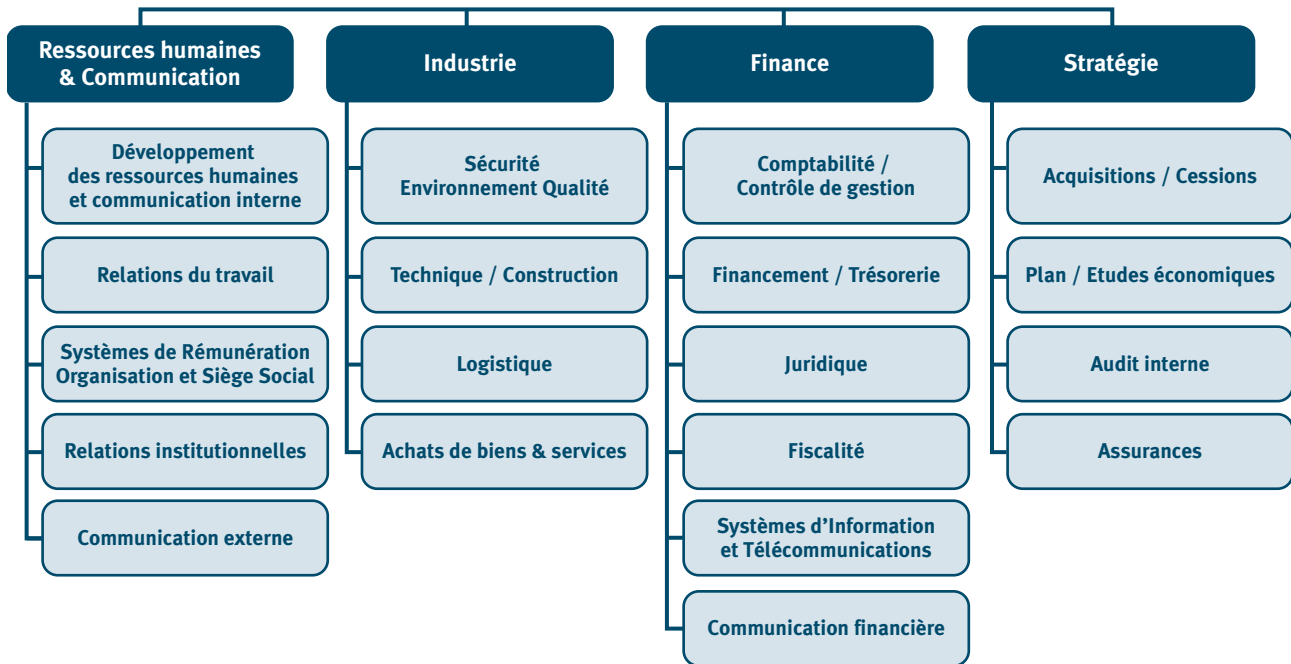 Ressources humaines
& Communication
Développement
des ressources humaines
et communication interne
Relations du travail
Systèmes de Rémunération
Organisation et Siège Social
Relations institutionnelles
Communication externe
Industrie
Sécurité
Environnement Qualité
Technique / Construction
Logistique
Achats de biens & services
Finance
Comptabilité /
Contrôle de gestion
Financement / Trésorerie
Juridique
Fiscalité
Systèmes d’Information
et Télécommunications
Communication financière
Stratégie
Acquisitions / Cessions
Plan / Etudes économiques
Audit interne
Assurances